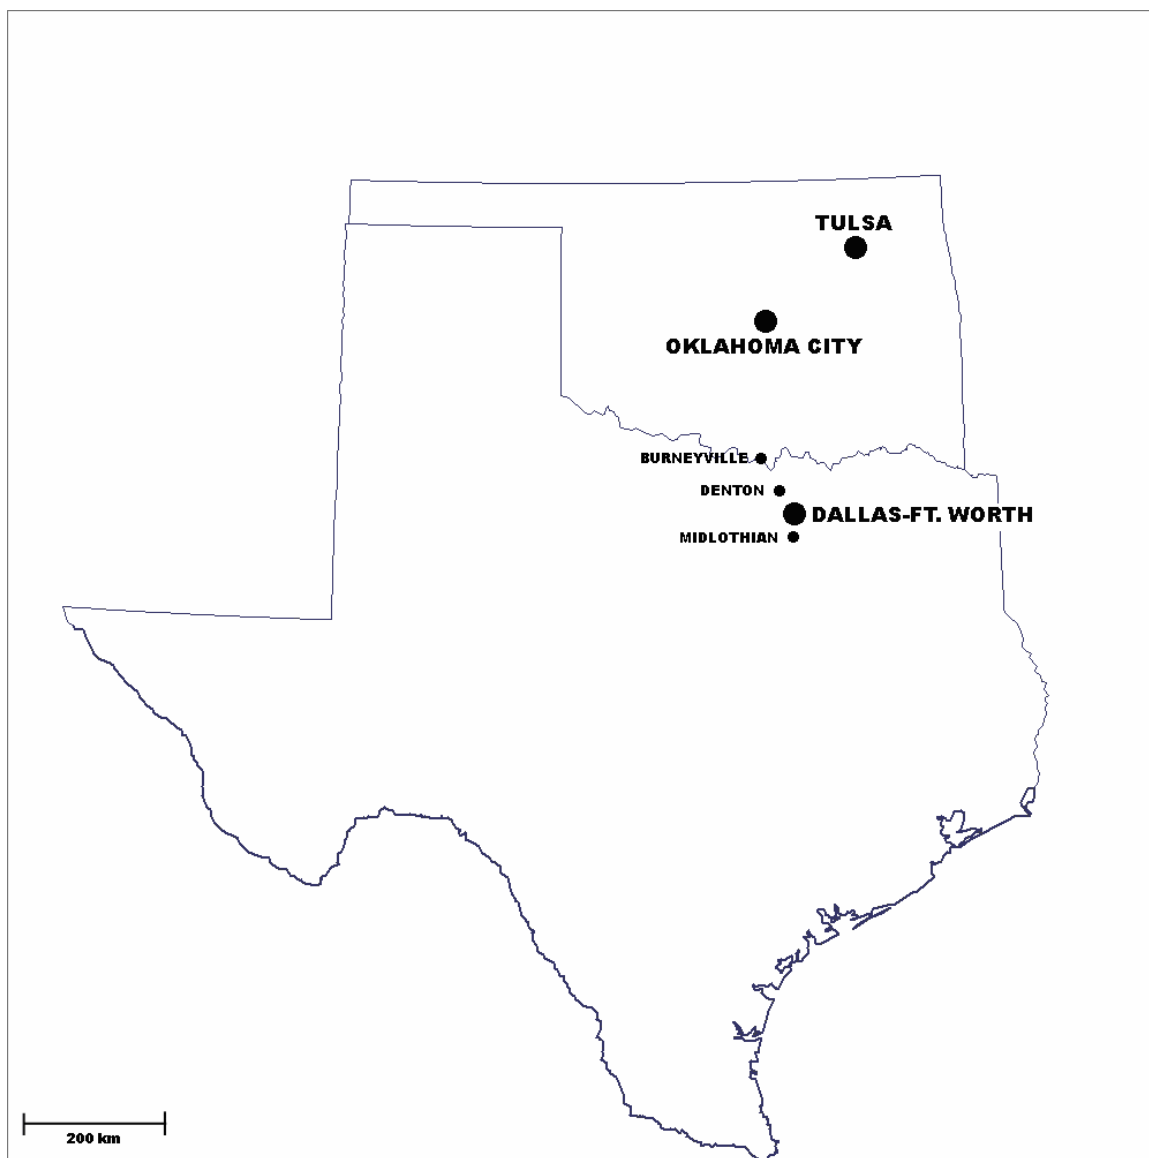 TULSA
OKLAHOMA CITY
BURNEYVILLE
DENTON
DALLAS-FT. WORTH
MIDLOTHIAN
200 km